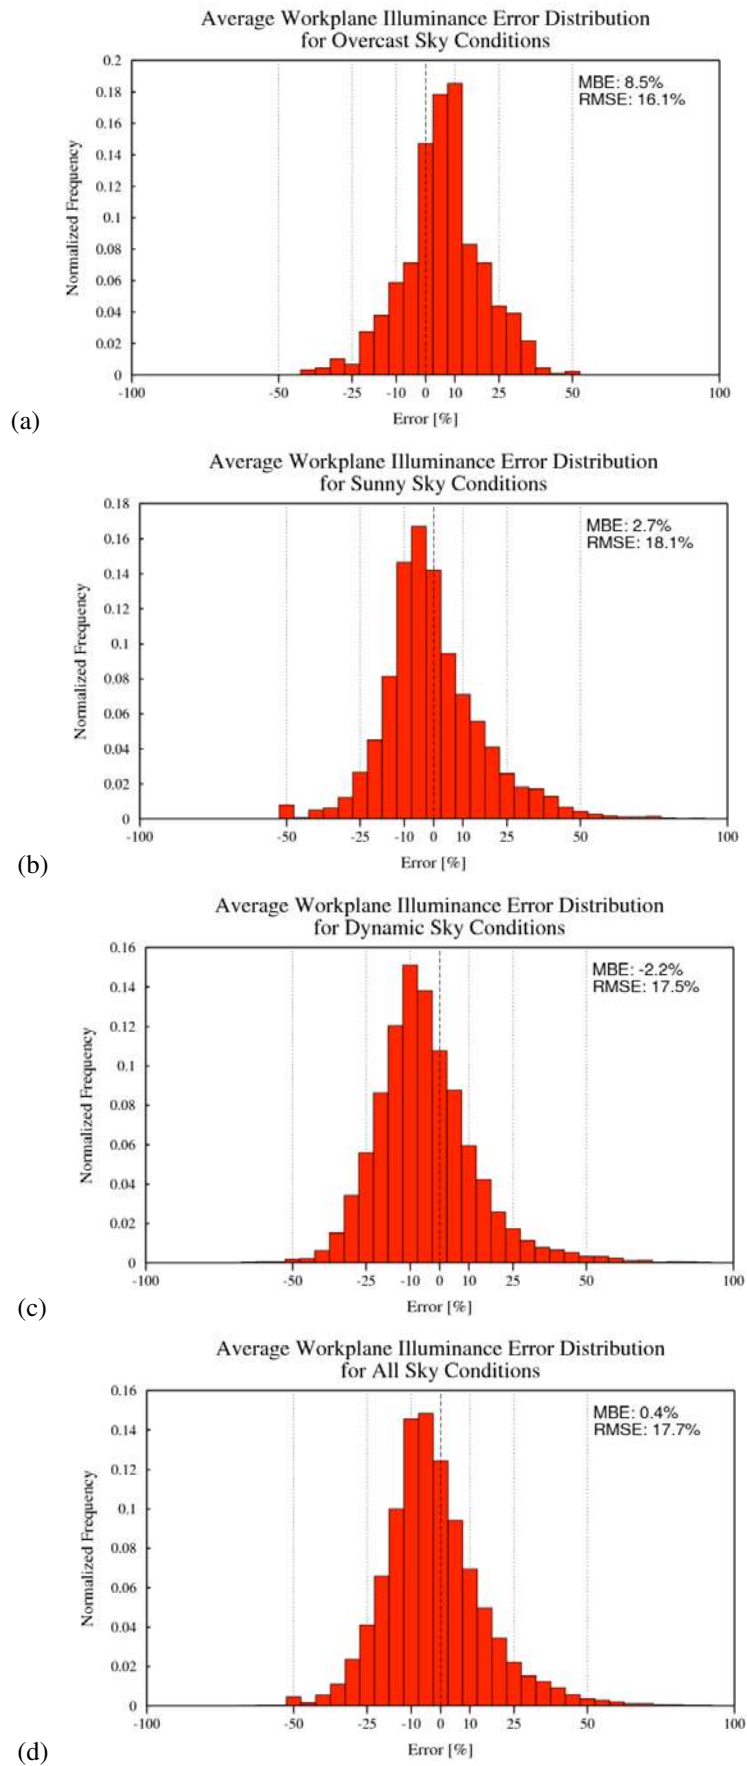 Average Workplane Illuminance Error Distribution
for Overcast Sky Conditions
MBE: 8.5%
RMSE: 16.1%
Normalized Frequency
0.2
0.18
0.16
0.14
0.12
0.1
0.08
0.06
0.04
0.02
0
-100 -50 -25 -10 0 10 25 50 100
Error [%]
(a)
Average Workplane Illuminance Error Distribution
for Sunny Sky Conditions
MBE: 2.7%
RMSE: 18.1%
Normalized Frequency
0.18
0.16
0.14
0.12
0.1
0.08
0.06
0.04
0.02
0
-100 -50 -25 -10 0 10 25 50 100
Error [%]
(b)
Average Workplane Illuminance Error Distribution
for Dynamic Sky Conditions
MBE: -2.2%
RMSE: 17.5%
Normalized Frequency
0.16
0.14
0.12
0.1
0.08
0.06
0.04
0.02
0
-100 -50 -25 -10 0 10 25 50 100
Error [%]
(c)
Average Workplane Illuminance Error Distribution
for All Sky Conditions
MBE: 0.4%
RMSE: 17.7%
Normalized Frequency
0.16
0.14
0.12
0.1
0.08
0.06
0.04
0.02
0
-100 -50 -25 -10 0 10 25 50 100
Error [%]
(d)